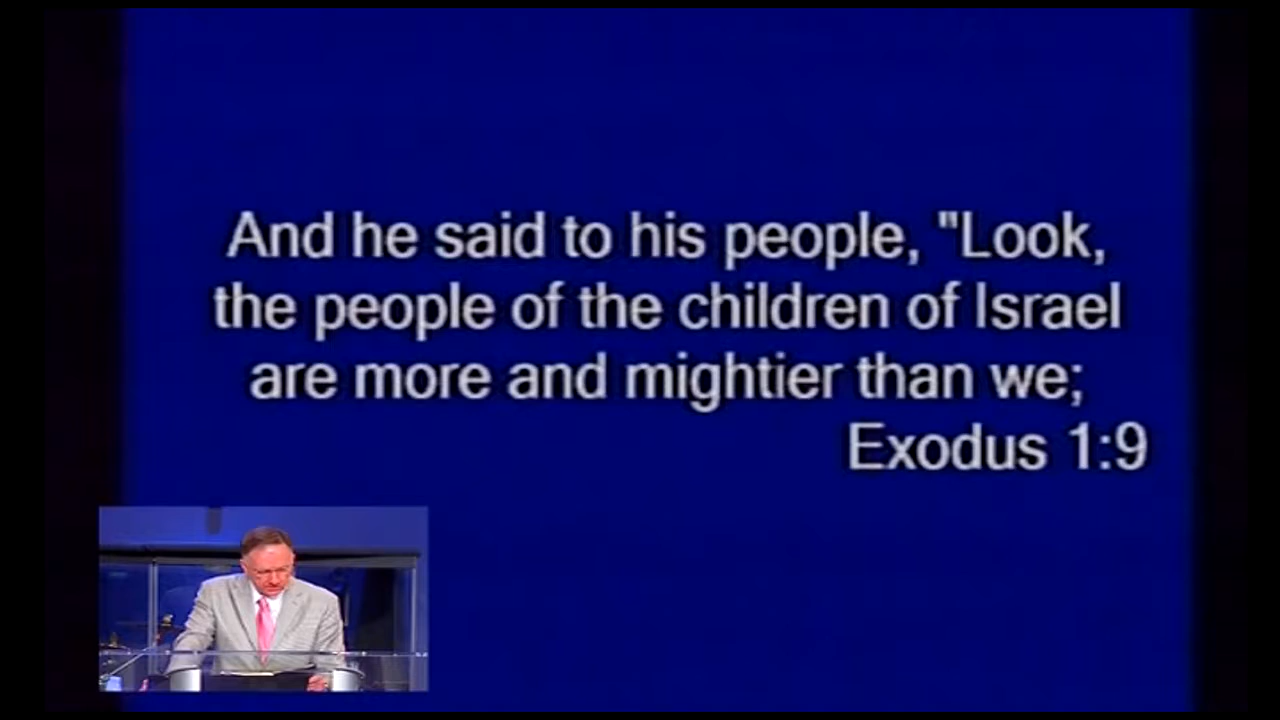 And he said to his people, "Look,
the people of the children of Israel
are more and mightier than we;
Exodus 1:9